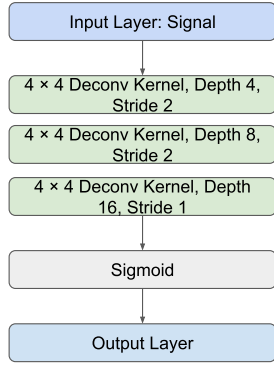 Input Layer: Signal
4 × 4 Deconv Kernel, Depth 4,
Stride 2
4 × 4 Deconv Kernel, Depth 8,
Stride 2
4 × 4 Deconv Kernel, Depth
16, Stride 1
Sigmoid
Output Layer